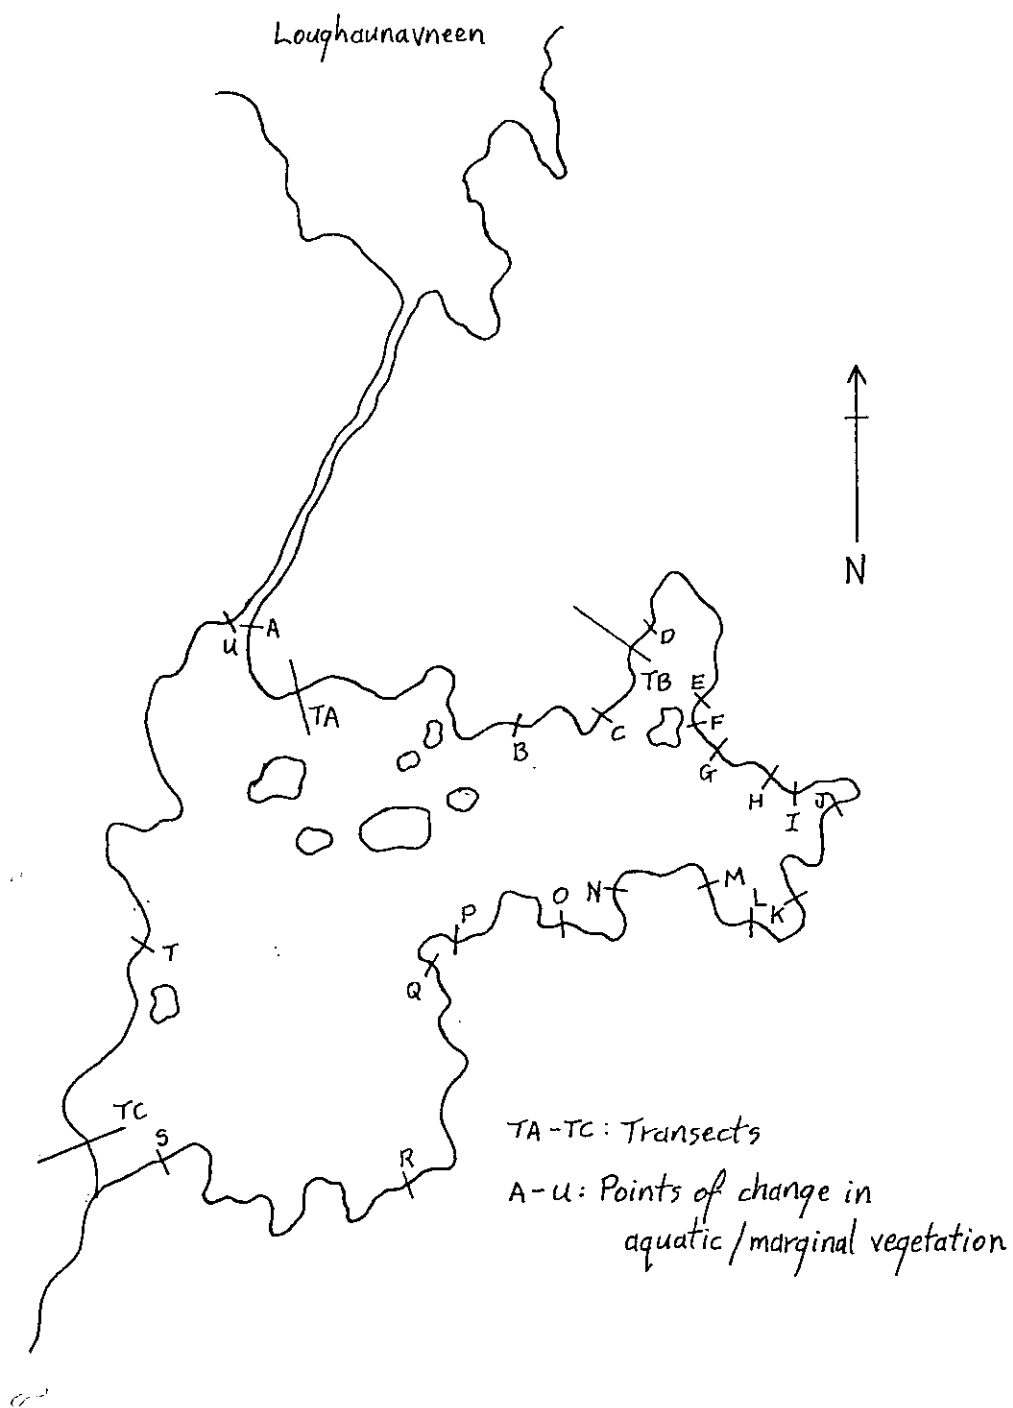 Loughaunavneen
N
A
U
TA
B
C
D
TB
E
F
G
H
I
J
K
L
M
N
O
P
Q
R
S
T
TC
TA-TC: Transects
A-U: Points of change in
aquatic/marginal vegetation